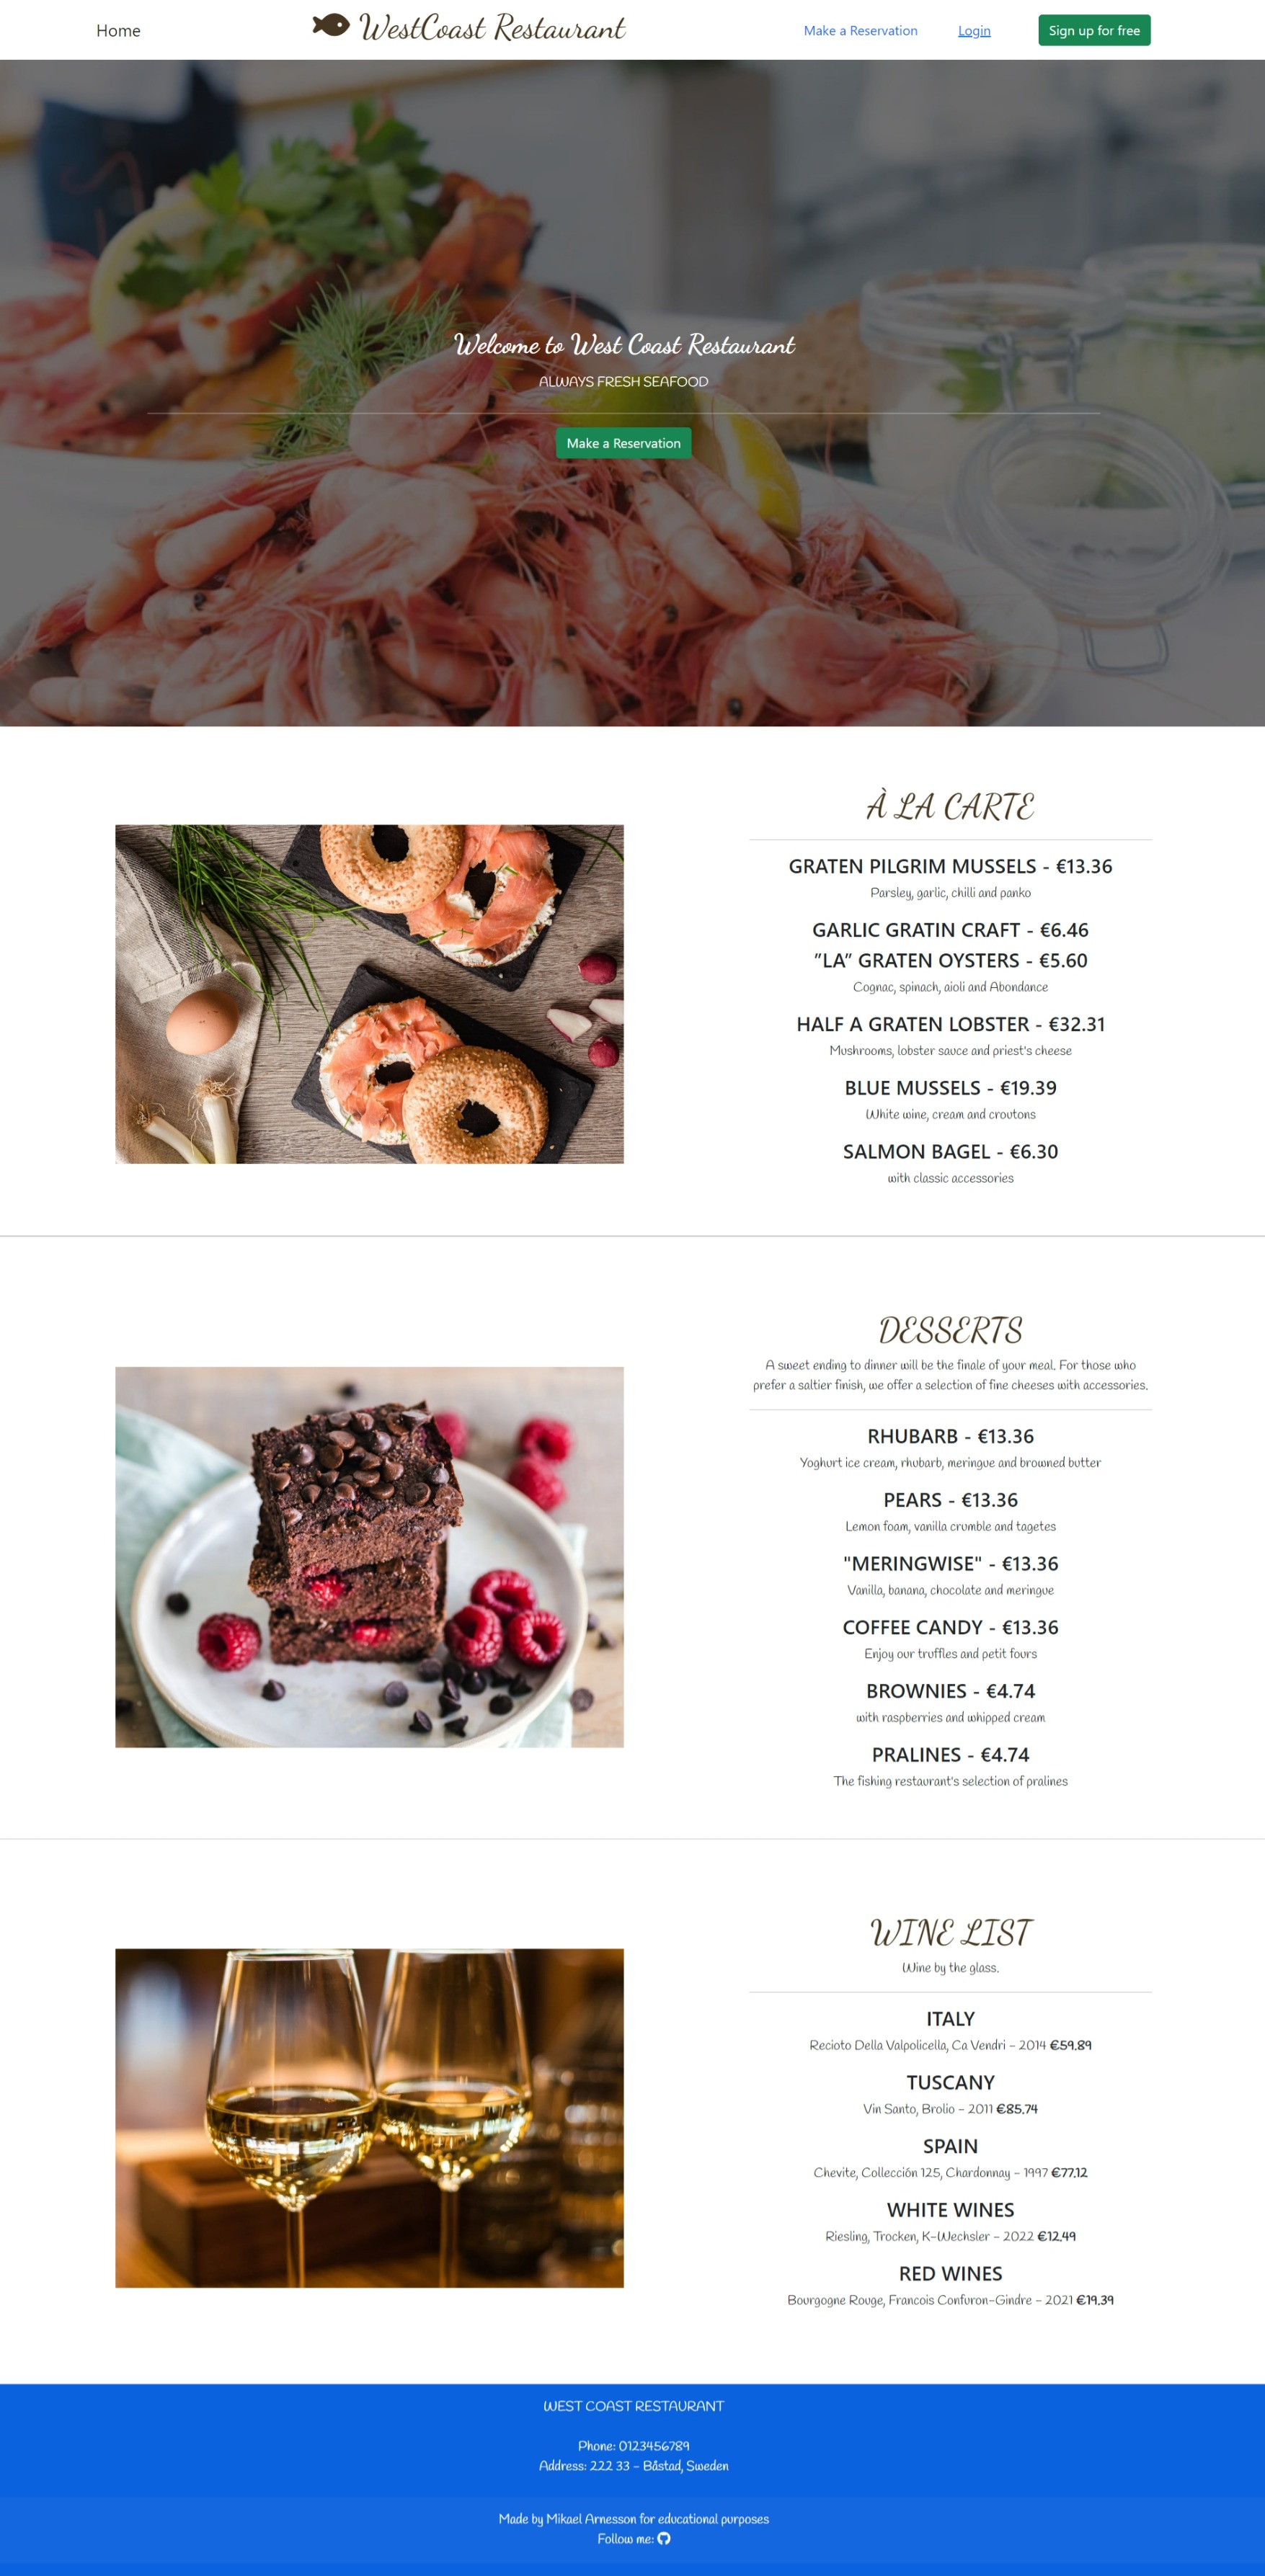 Home
WestCoast Restaurant
Make a Reservation
Login
Sign up for free
Welcome to West Coast Restaurant
ALWAYS FRESH SEAFOOD
Make a Reservation
À LA CARTE
GRATEN PILGRIM MUSSELS - €13.36
Parsley, garlic, chilli and panko
GARLIC GRATIN CRAFT - €6.46
”LA” GRATEN OYSTERS - €5.60
Cognac, spinach, aioli and Abondance
HALF A GRATEN LOBSTER - €32.31
Mushrooms, lobster sauce and priest's cheese
BLUE MUSSELS - €19.39
White wine, cream and croutons
SALMON BAGEL - €6.30
with classic accessories
DESSERTS
A sweet ending to dinner will be the finale of your meal. For those who
prefer a saltier finish, we offer a selection of fine cheeses with accessories.
RHUBARB - €13.36
Yoghurt ice cream, rhubarb, meringue and browned butter
PEARS - €13.36
Lemon foam, vanilla crumble and tagetes
"MERINGWISE" - €13.36
Vanilla, banana, chocolate and meringue
COFFEE CANDY - €13.36
Enjoy our truffles and petit fours
BROWNIES - €4.74
with raspberries and whipped cream
PRALINES - €4.74
The fishing restaurant's selection of pralines
WINE LIST
Wine by the glass.
ITALY
Recioto Della Valpolicella, Ca Vendri - 2014 €59.89
TUSCANY
Vin Santo, Brolio - 2011 €85.74
SPAIN
Chevite, Collección 125, Chardonnay - 1997 €77.12
WHITE WINES
Riesling, Trocken, K-Wechsler - 2022 €12.49
RED WINES
Bourgogne Rouge, Francois Confuron-Gindre - 2021 €19.39
WEST COAST RESTAURANT
Phone: 0123456789
Address: 222 33 - Båstad, Sweden
Made by Mikael Arnesson for educational purposes
Follow me: